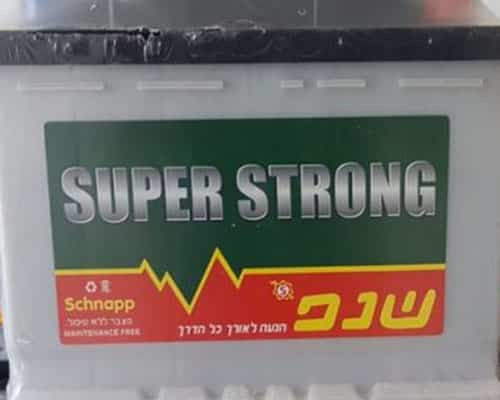 SUPER STRONG
Schnapp
מצבר ללא טיפול.
MAINTENANCE FREE
הנעה לאורך כל הדרך
שנפ